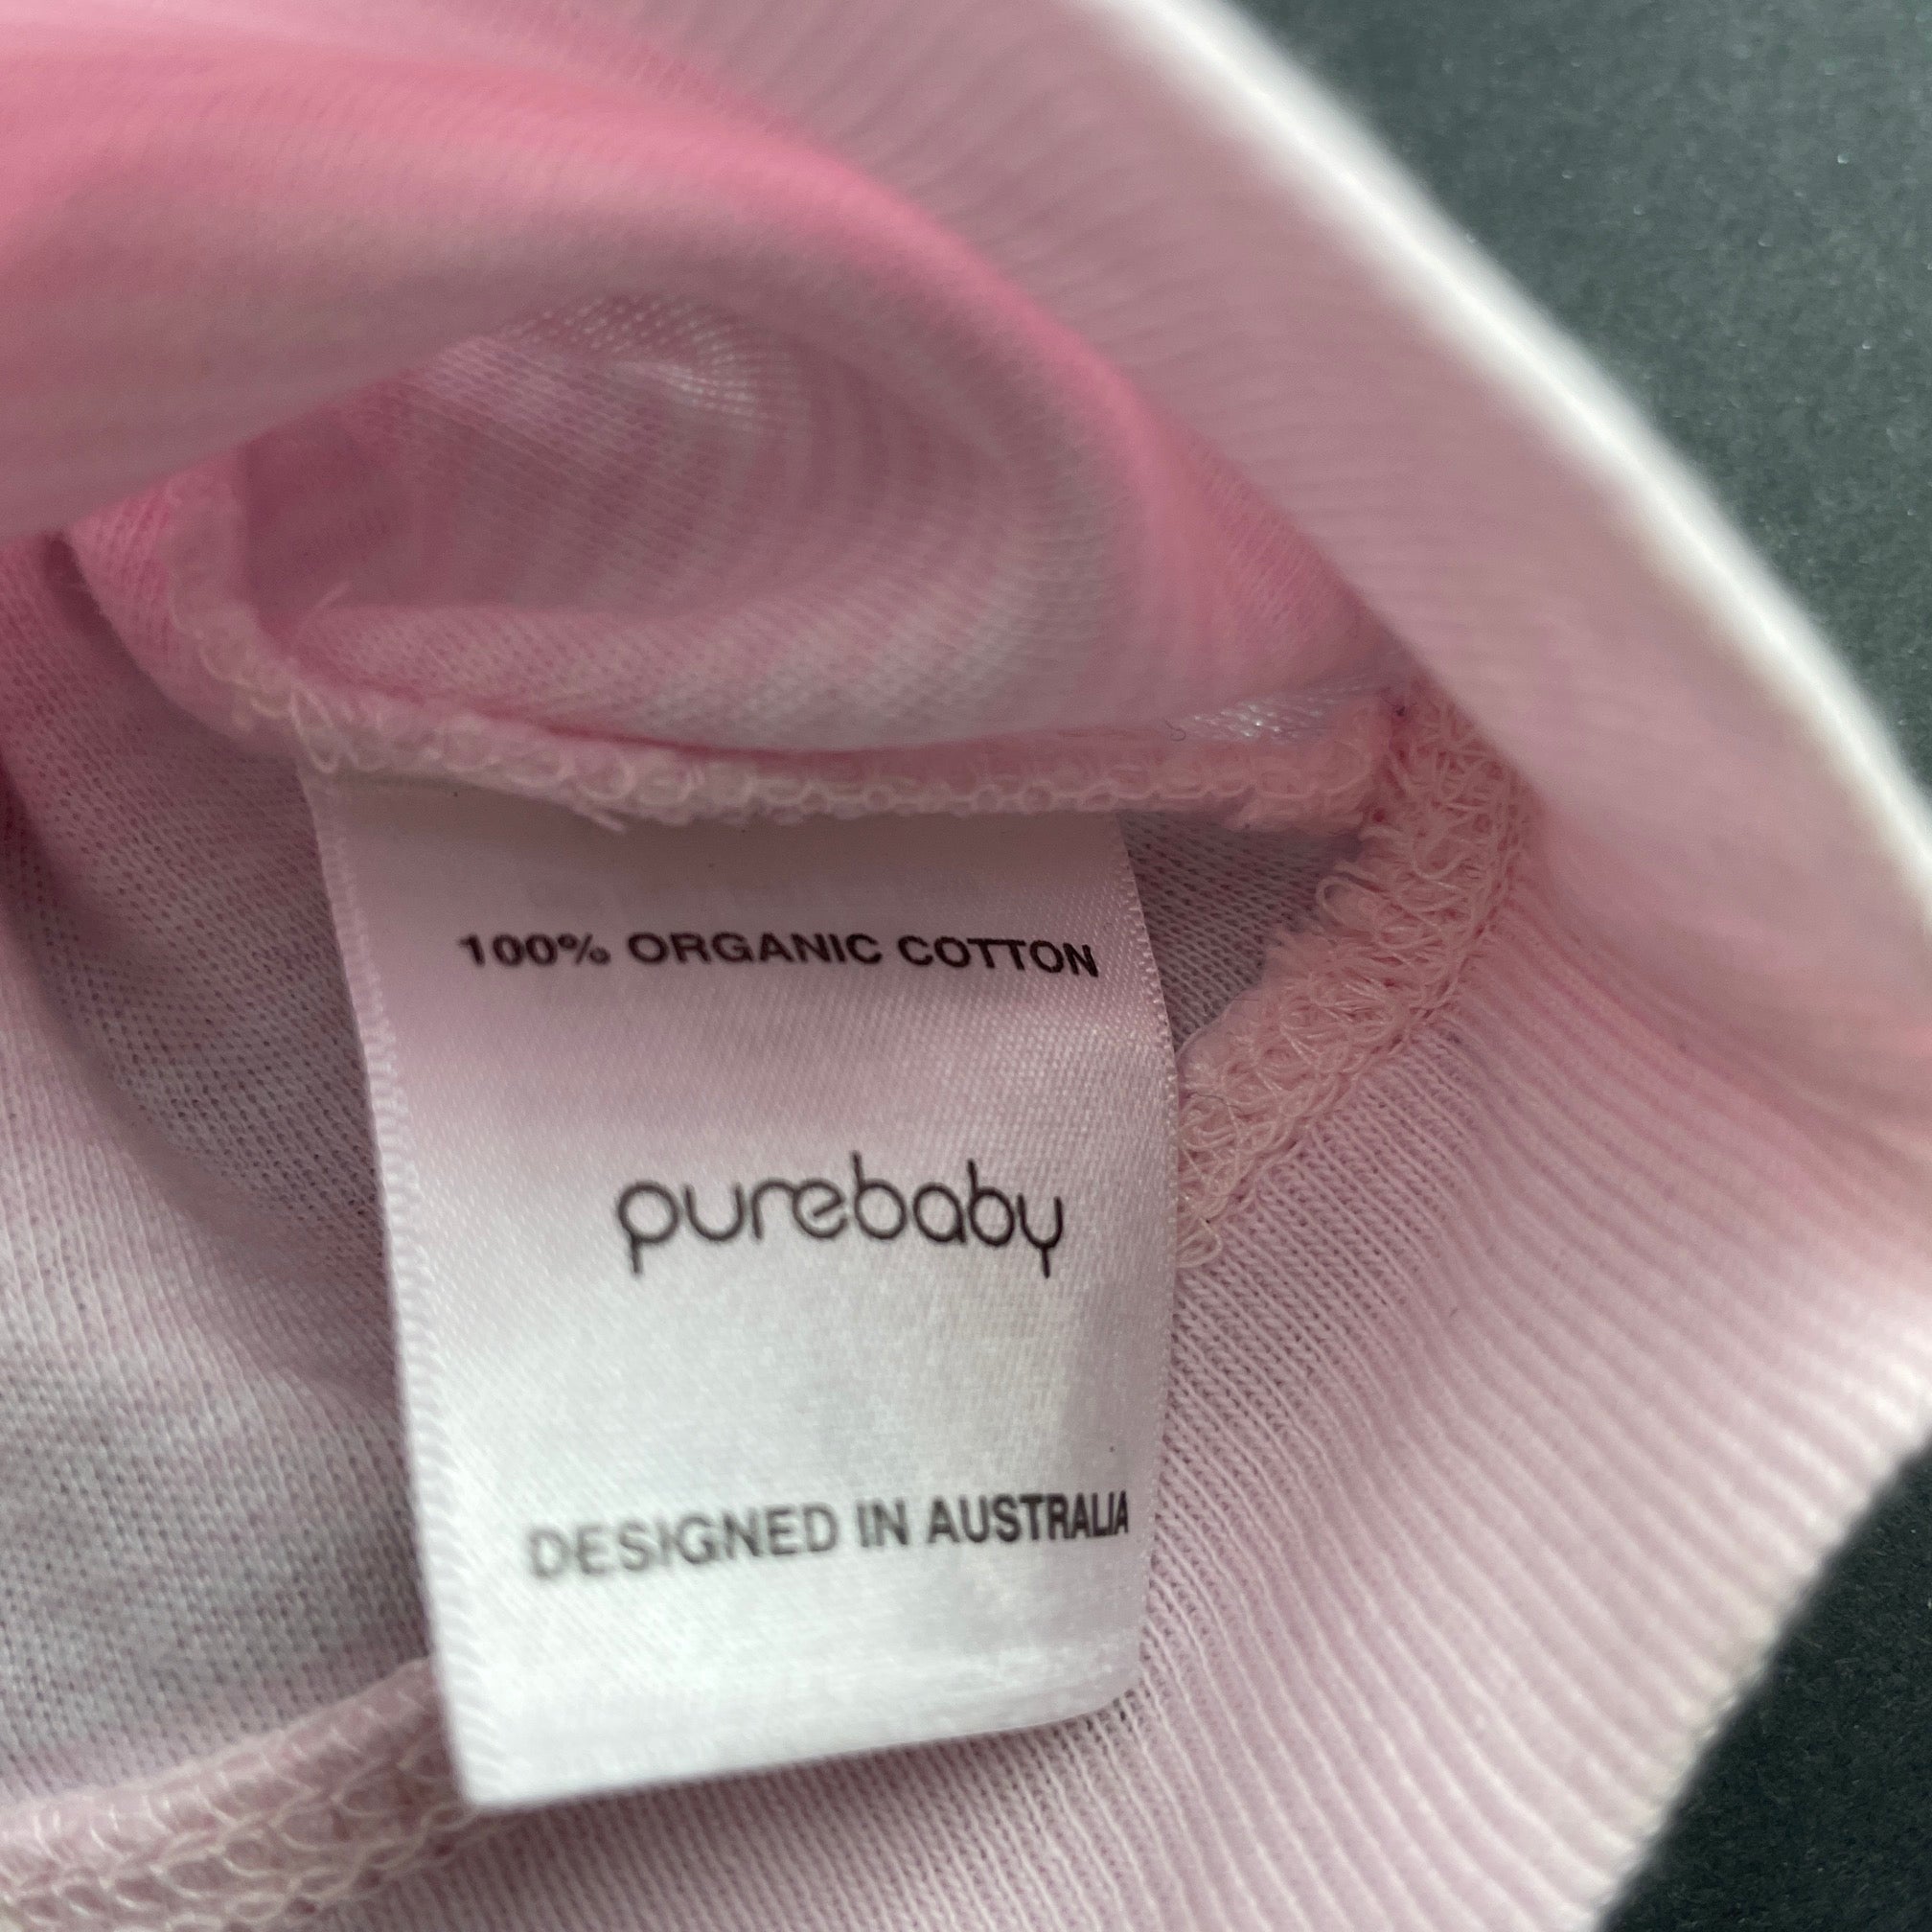 100% ORGANIC COTTON
purebaby
DESIGNED IN AUSTRALIA